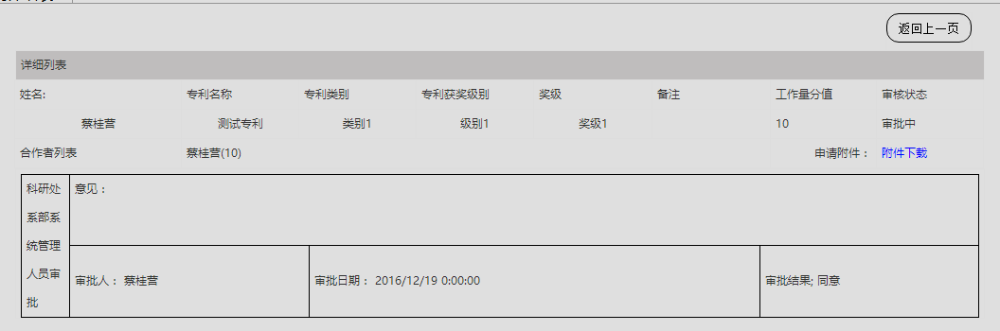 返回上一页
详细列表
姓名: 专利名称 专利类别 专利获奖级别 奖级 备注 工作量分值 审核状态
蔡桂营 测试专利 类别1 级别1 奖级1 10 审批中
合作者列表 蔡桂营(10) 申请附件： 附件下载
科研处
系部系
统管理
人员审
批
意见：
审批人： 蔡桂营 审批日期： 2016/12/19 0:00:00 审批结果; 同意